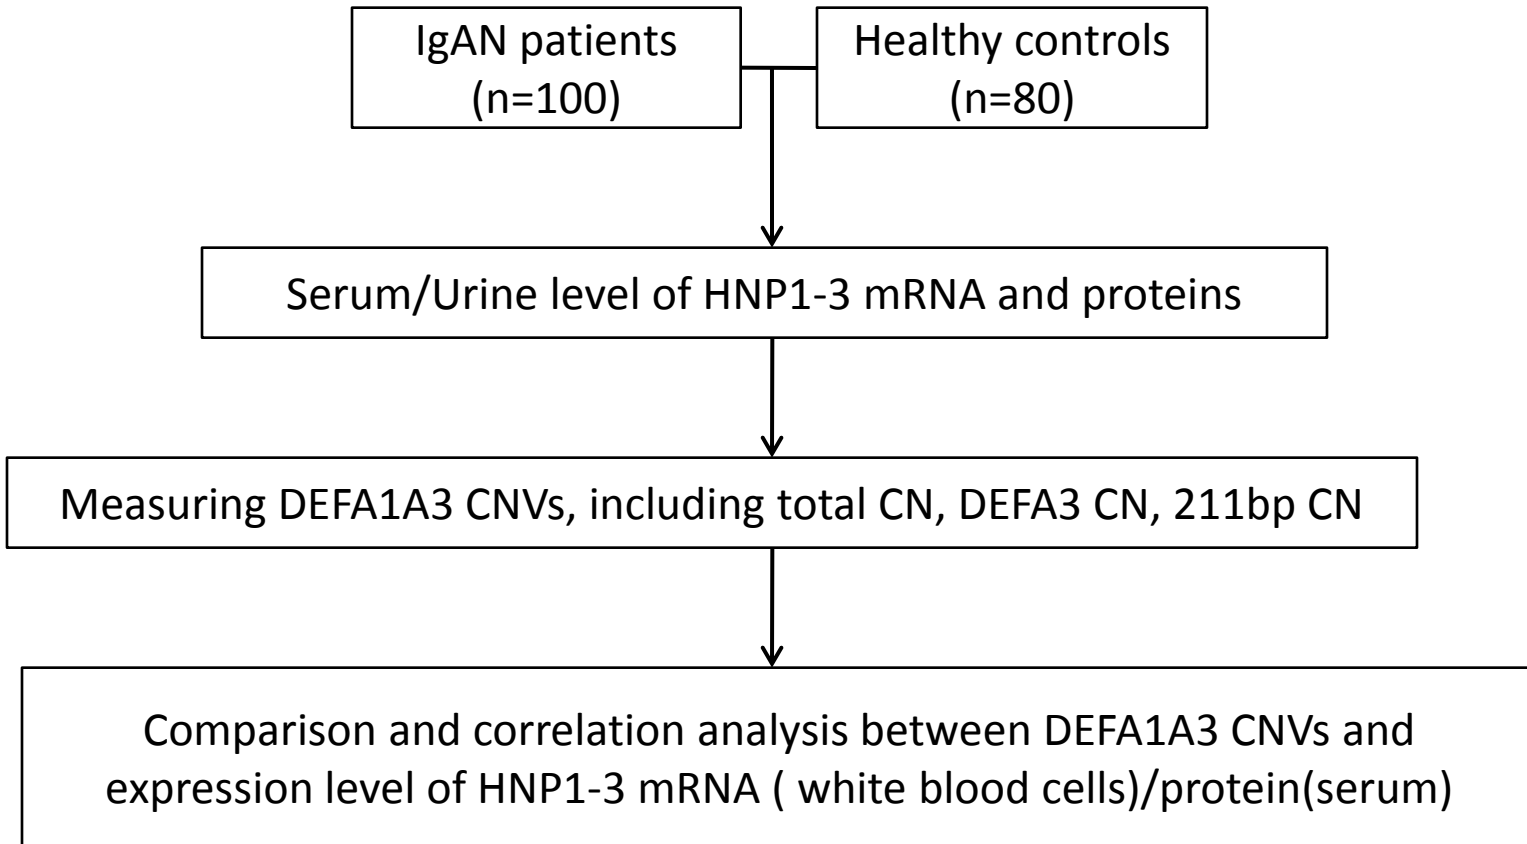 IgAN patients
(n=100)
Healthy controls
(n=80)
Serum/Urine level of HNP1-3 mRNA and proteins
Measuring DEFA1A3 CNVs, including total CN, DEFA3 CN, 211bp CN
Comparison and correlation analysis between DEFA1A3 CNVs and
expression level of HNP1-3 mRNA ( white blood cells)/protein(serum)